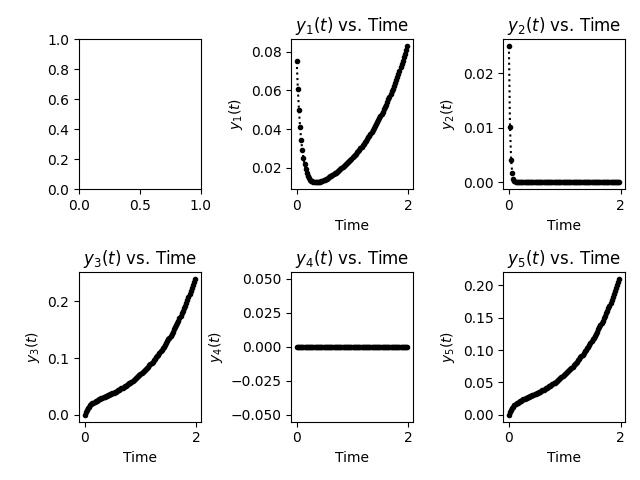 1.0
0.8
0.6
0.4
0.2
0.0
0.0 0.5 1.0
y₁(t) vs. Time
0.08
0.06
0.04
0.02
y₁(t)
0 2
Time
y₂(t) vs. Time
0.02
0.01
0.00
y₂(t)
0 2
Time
y₃(t) vs. Time
0.2
0.1
0.0
y₃(t)
0 2
Time
y₄(t) vs. Time
0.050
0.025
0.000
−0.025
−0.050
y₄(t)
0 2
Time
y₅(t) vs. Time
0.20
0.15
0.10
0.05
0.00
y₅(t)
0 2
Time